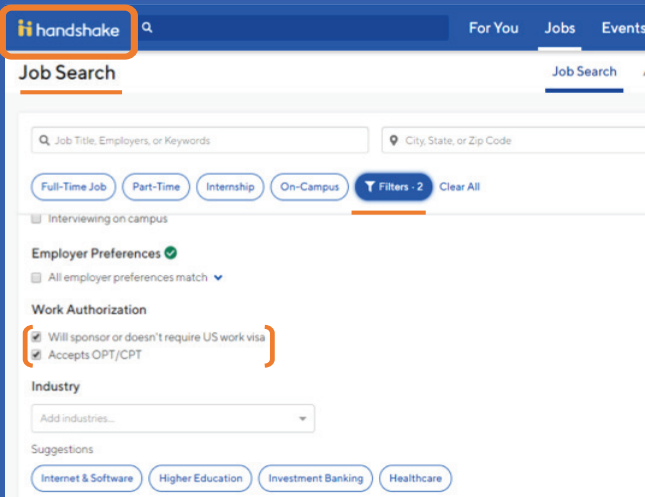 handshake
For You Jobs Events
Job Search
Job Search
Job Title, Employers, or Keywords
City, State, or Zip Code
Full-Time Job Part-Time Internship On-Campus Filters · 2 Clear All
Interviewing on campus
Employer Preferences
All employer preferences match
Work Authorization
Will sponsor or doesn't require US work visa
Accepts OPT/CPT
Industry
Add industries...
Suggestions
Internet & Software Higher Education Investment Banking Healthcare